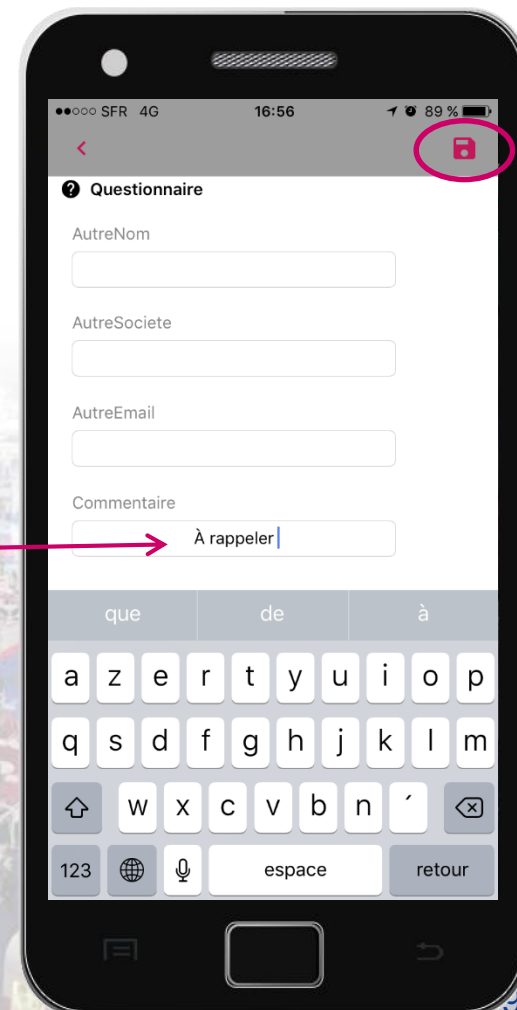 SFR 4G 16:56 89 %
Questionnaire
AutreNom
AutreSociete
AutreEmail
Commentaire
À rappeler
que de à
a z e r t y u i o p
q s d f g h j k l m
w x c v b n ´
123 espace retour